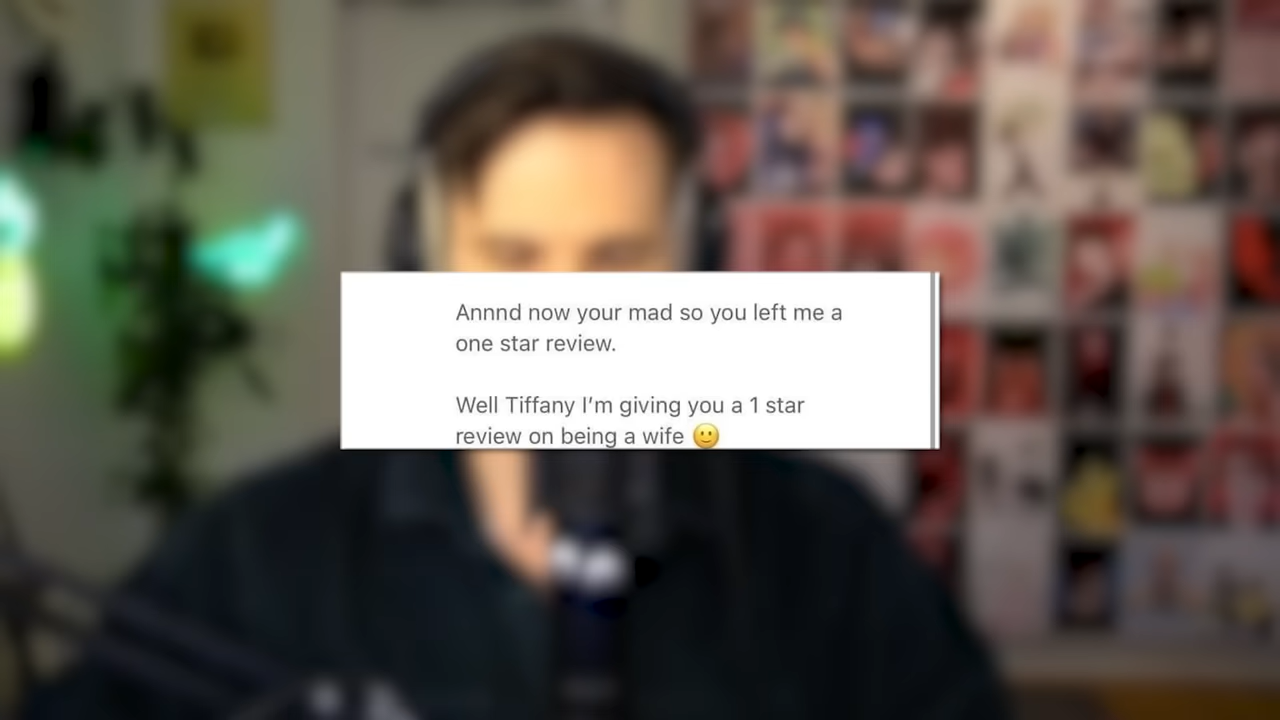 Annnd now your mad so you left me a
one star review.
Well Tiffany I’m giving you a 1 star
review on being a wife 🙂